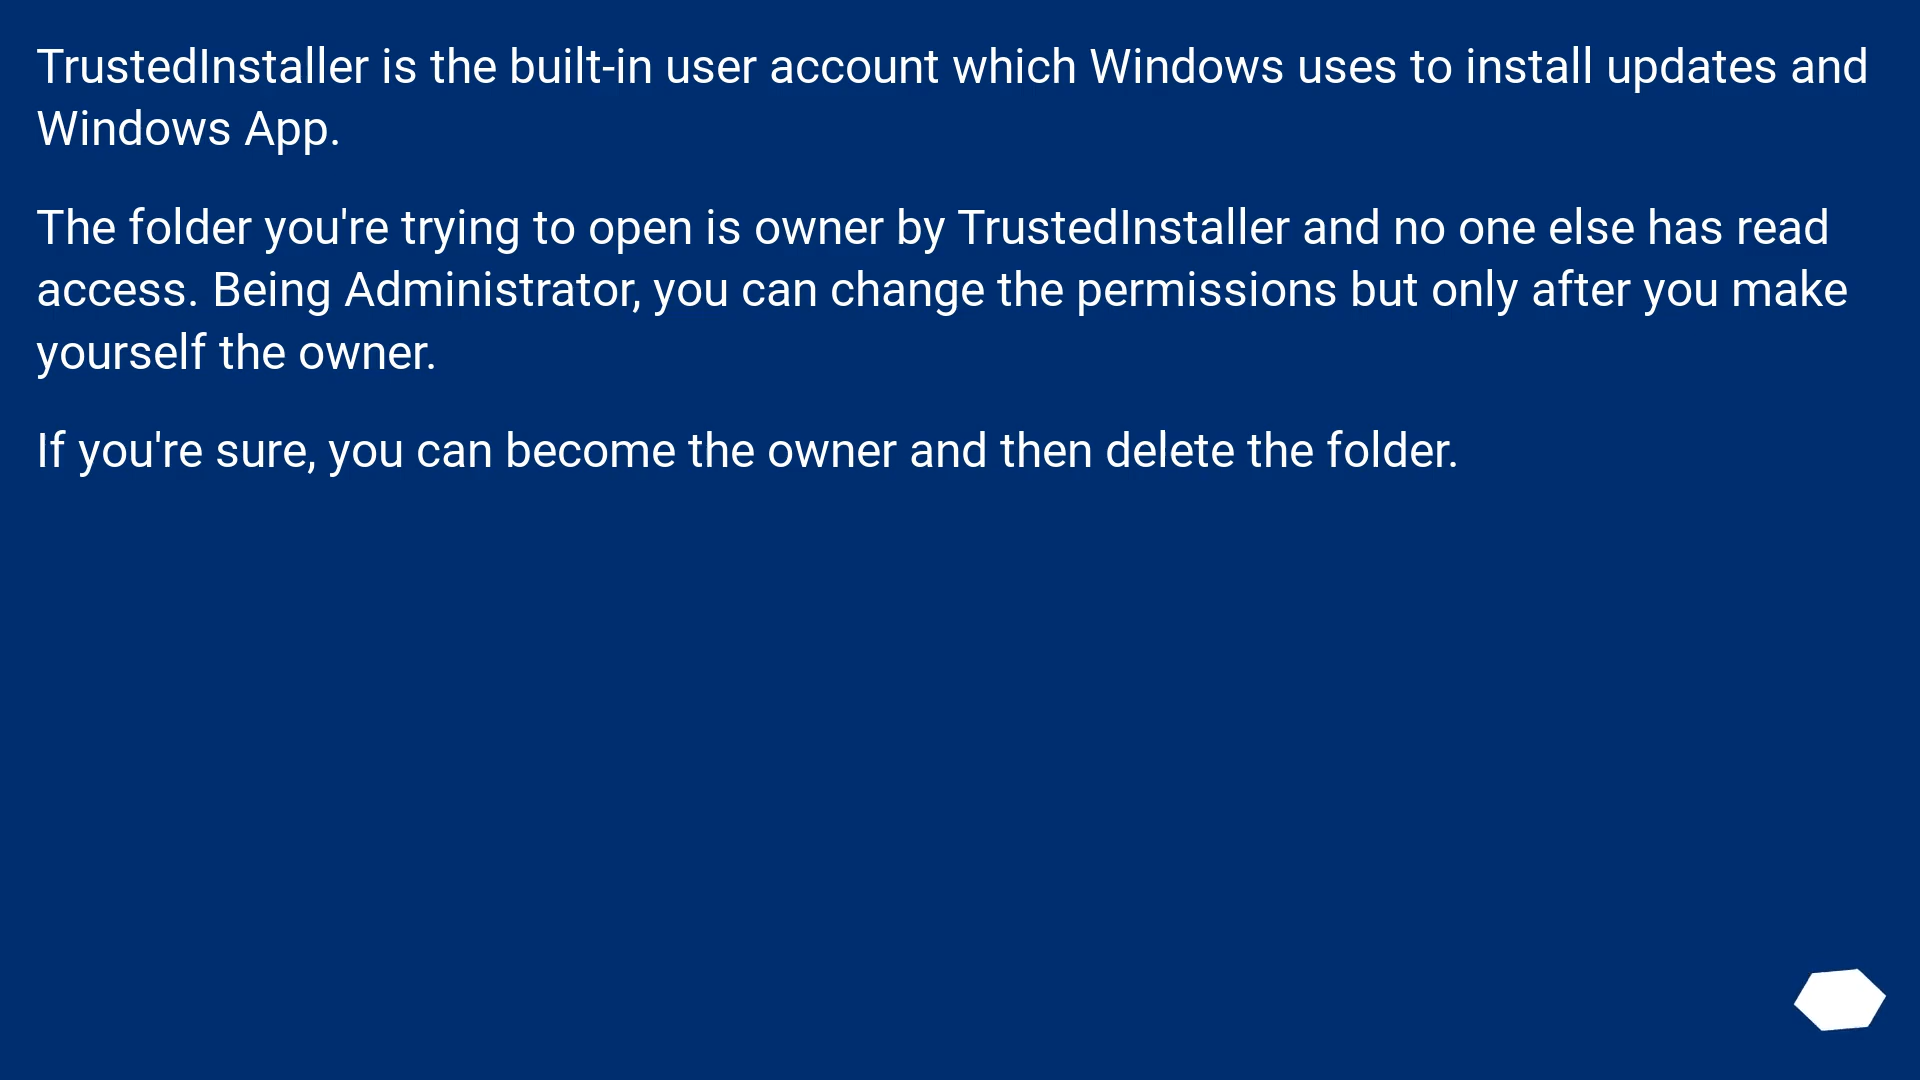 TrustedInstaller is the built-in user account which Windows uses to install updates and
Windows App.
The folder you're trying to open is owner by TrustedInstaller and no one else has read
access. Being Administrator, you can change the permissions but only after you make
yourself the owner.
If you're sure, you can become the owner and then delete the folder.